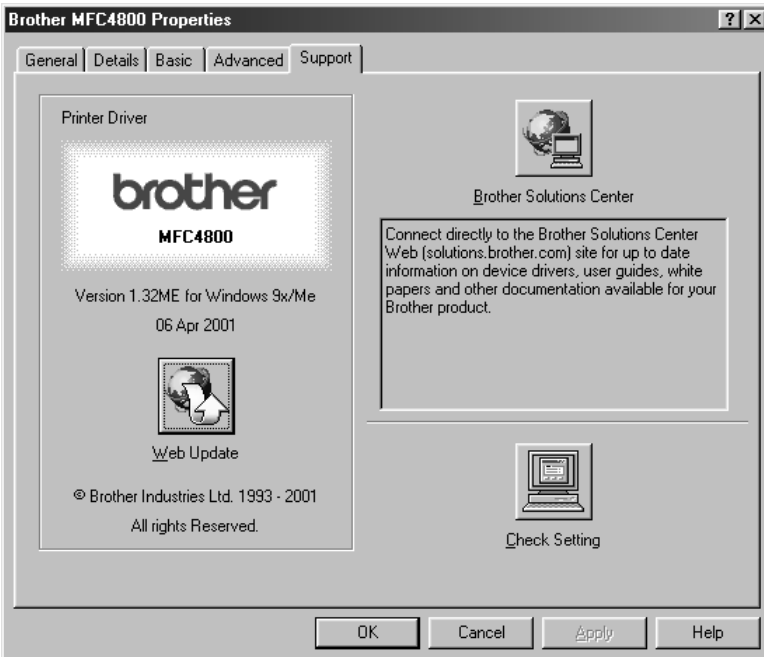 Brother MFC4800 Properties
General
Details
Basic
Advanced
Support
Printer Driver
brother
MFC4800
Version 1.32ME for Windows 9x/Me
06 Apr 2001
Web Update
© Brother Industries Ltd. 1993 - 2001
All rights Reserved.
Brother Solutions Center
Connect directly to the Brother Solutions Center
Web (solutions.brother.com) site for up to date
information on device drivers, user guides, white
papers and other documentation available for your
Brother product.
Check Setting
OK
Cancel
Apply
Help